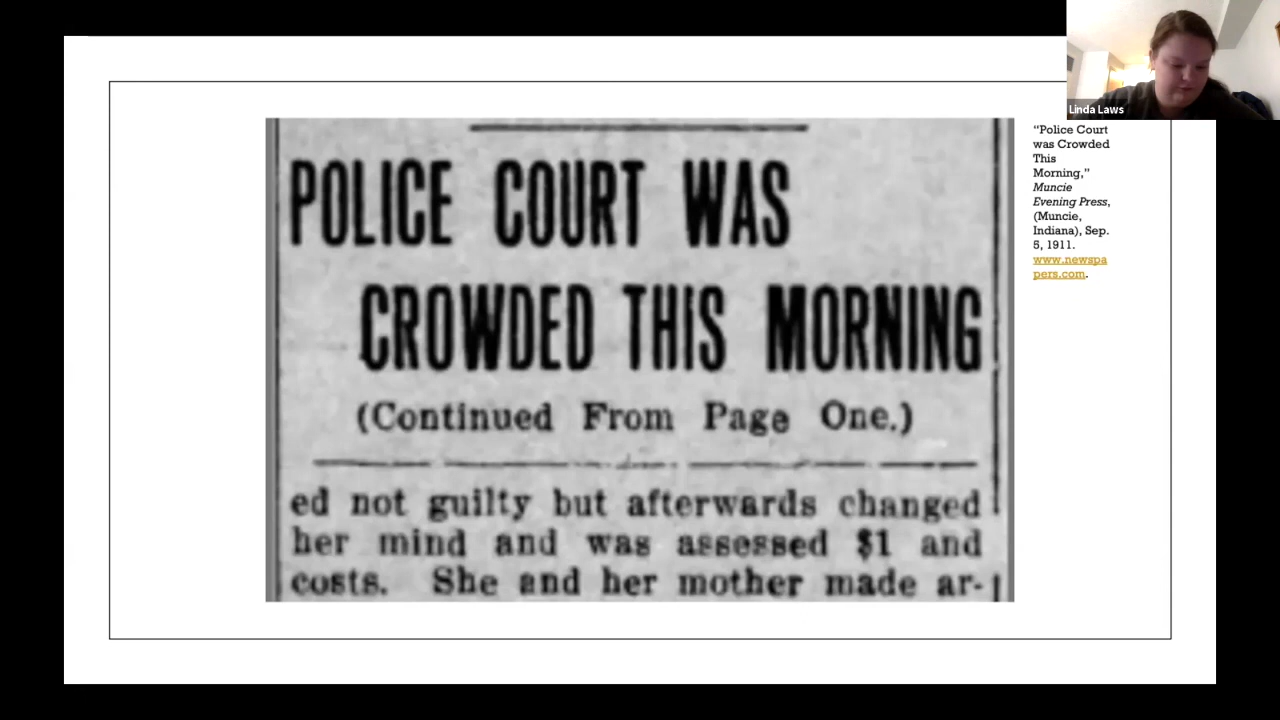 Linda Laws
POLICE COURT WAS
CROWDED THIS MORNING
(Continued From Page One.)
ed not guilty but afterwards changed
her mind and was assessed $1 and
costs. She and her mother made ar-
“Police Court
was Crowded
This
Morning,”
Muncie
Evening Press,
(Muncie,
Indiana), Sep.
5, 1911.
www.newspa
pers.com.